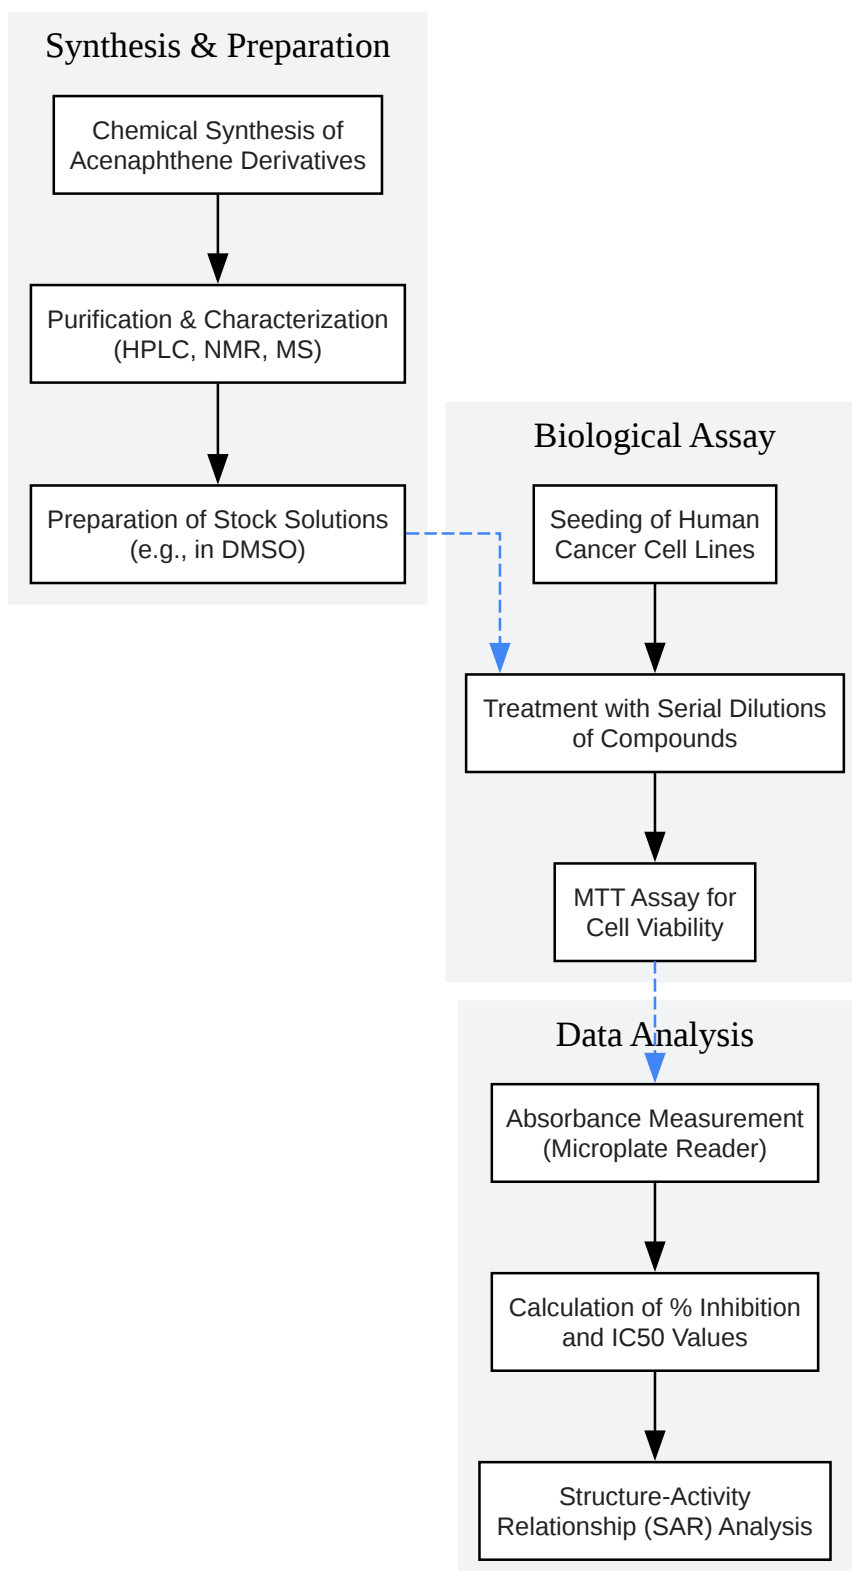 Synthesis & Preparation
Chemical Synthesis of
Acenaphthene Derivatives
Purification & Characterization
(HPLC, NMR, MS)
Preparation of Stock Solutions
(e.g., in DMSO)
Biological Assay
Seeding of Human
Cancer Cell Lines
Treatment with Serial Dilutions
of Compounds
MTT Assay for
Cell Viability
Data Analysis
Absorbance Measurement
(Microplate Reader)
Calculation of % Inhibition
and IC50 Values
Structure-Activity
Relationship (SAR) Analysis